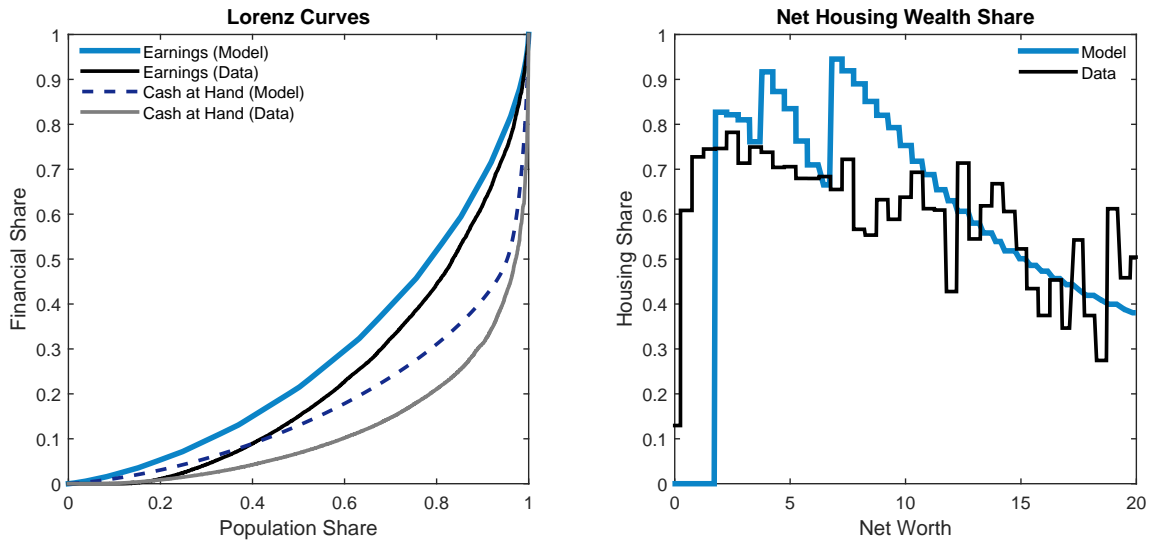 Lorenz Curves
Earnings (Model)
Earnings (Data)
Cash at Hand (Model)
Cash at Hand (Data)
Financial Share
1
0.9
0.8
0.7
0.6
0.5
0.4
0.3
0.2
0.1
0
0 0.2 0.4 0.6 0.8 1
Population Share
Net Housing Wealth Share
Model
Data
Housing Share
1
0.9
0.8
0.7
0.6
0.5
0.4
0.3
0.2
0.1
0
0 5 10 15 20
Net Worth